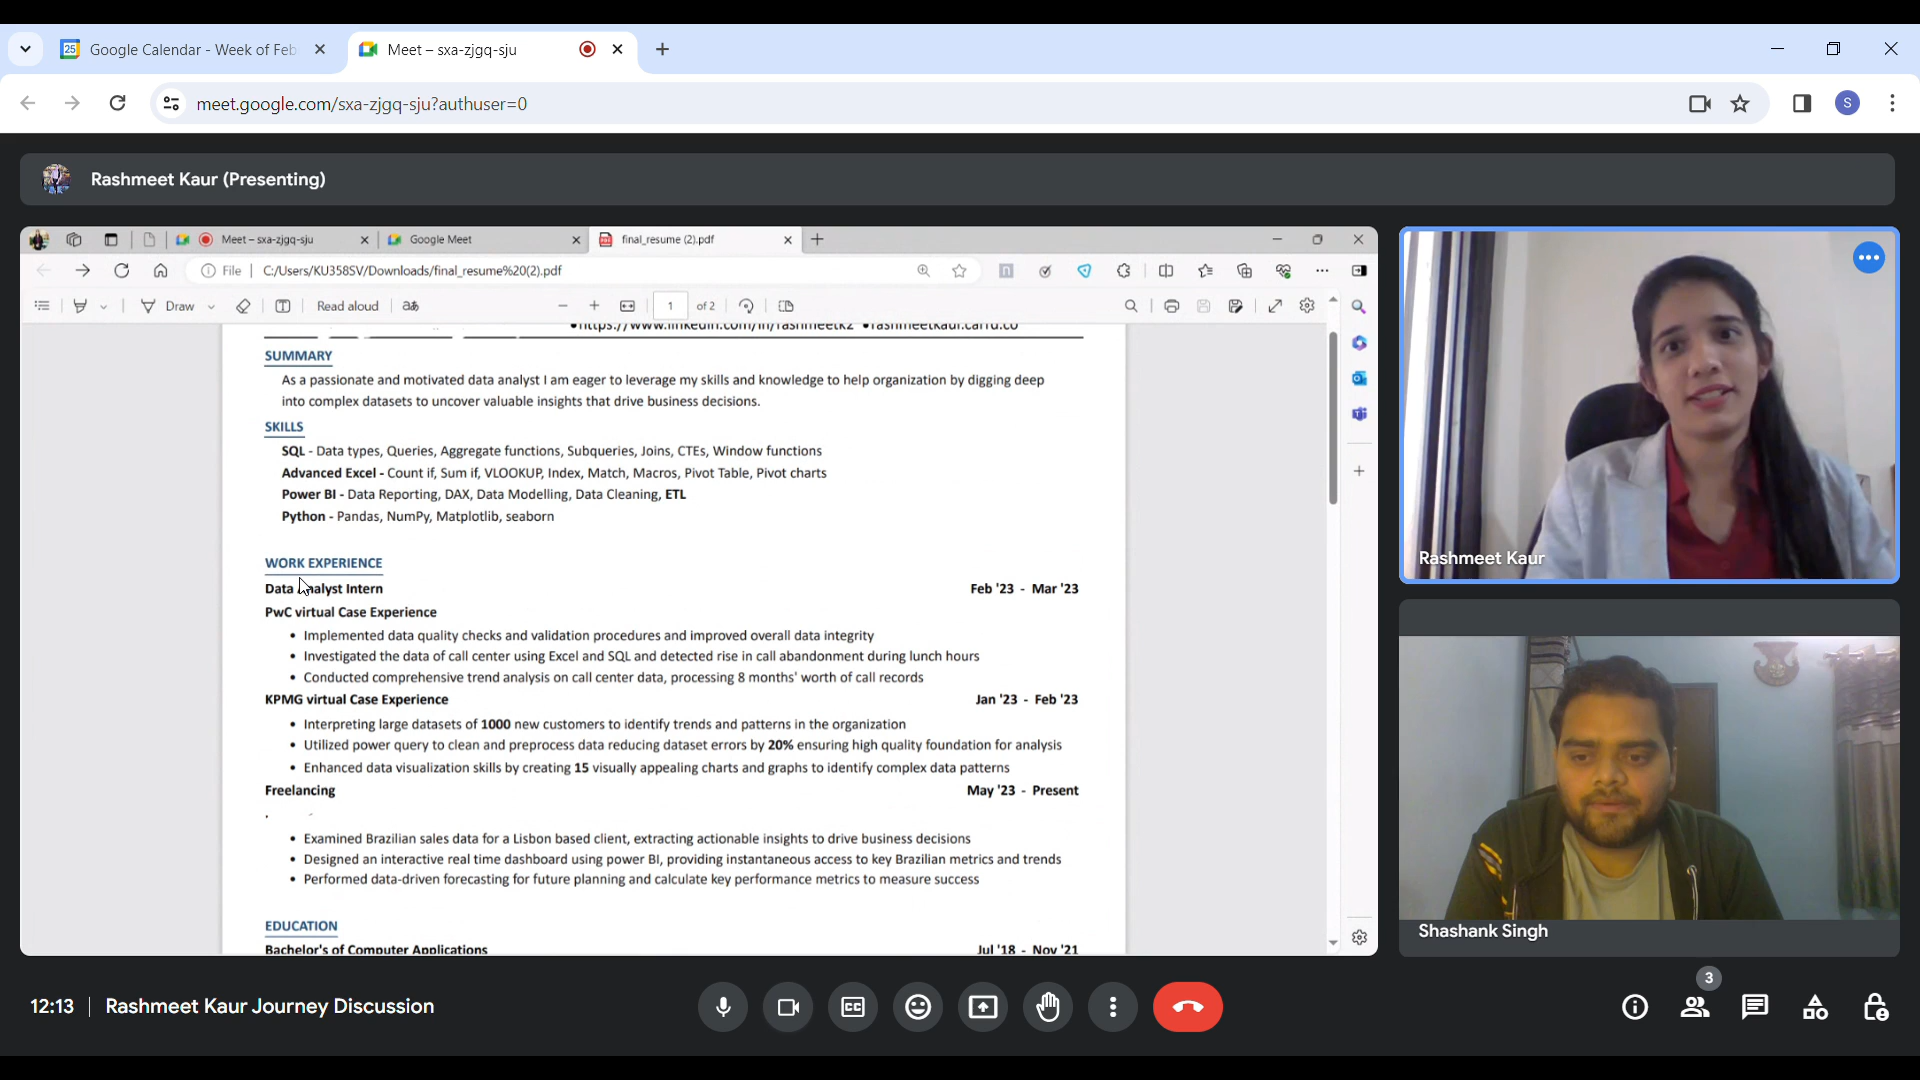 25 Google Calendar - Week of Feb
Meet – sxa-zjgq-sju
meet.google.com/sxa-zjgq-sju?authuser=0
S
Rashmeet Kaur (Presenting)
Meet – sxa-zjgq-sju
Google Meet
PDF final_resume (2).pdf
File | C:/Users/KU358SV/Downloads/final_resume%20(2).pdf
Draw
Read aloud
aあ
1 of 2
•https://www.linkedin.com/in/rashmeetk2 •rashmeetkaur.carrd.co
SUMMARY
As a passionate and motivated data analyst I am eager to leverage my skills and knowledge to help organization by digging deep
into complex datasets to uncover valuable insights that drive business decisions.
SKILLS
SQL - Data types, Queries, Aggregate functions, Subqueries, Joins, CTEs, Window functions
Advanced Excel - Count if, Sum if, VLOOKUP, Index, Match, Macros, Pivot Table, Pivot charts
Power BI - Data Reporting, DAX, Data Modelling, Data Cleaning, ETL
Python - Pandas, NumPy, Matplotlib, seaborn
WORK EXPERIENCE
Data Analyst Intern Feb '23 - Mar '23
PwC virtual Case Experience
• Implemented data quality checks and validation procedures and improved overall data integrity
• Investigated the data of call center using Excel and SQL and detected rise in call abandonment during lunch hours
• Conducted comprehensive trend analysis on call center data, processing 8 months' worth of call records
KPMG virtual Case Experience Jan '23 - Feb '23
• Interpreting large datasets of 1000 new customers to identify trends and patterns in the organization
• Utilized power query to clean and preprocess data reducing dataset errors by 20% ensuring high quality foundation for analysis
• Enhanced data visualization skills by creating 15 visually appealing charts and graphs to identify complex data patterns
Freelancing May '23 - Present
• Examined Brazilian sales data for a Lisbon based client, extracting actionable insights to drive business decisions
• Designed an interactive real time dashboard using power BI, providing instantaneous access to key Brazilian metrics and trends
• Performed data-driven forecasting for future planning and calculate key performance metrics to measure success
EDUCATION
Bachelor's of Computer Applications Jul '18 - Nov '21
Rashmeet Kaur
Shashank Singh
12:13 | Rashmeet Kaur Journey Discussion
CC
3